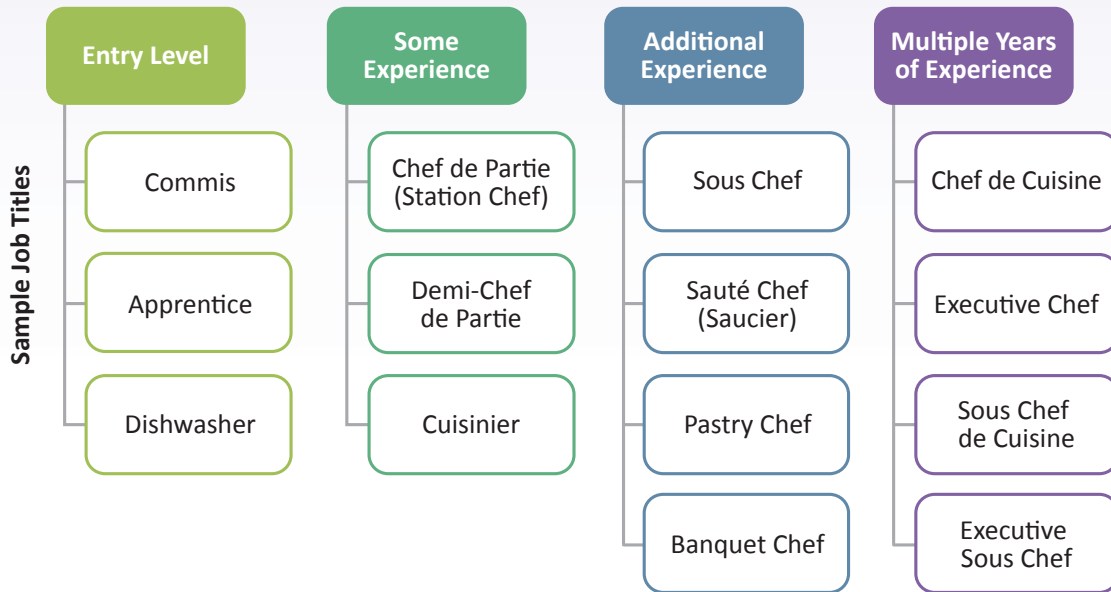 Entry Level
Some
Experience
Additional
Experience
Multiple Years
of Experience
Sample Job Titles
Commis
Apprentice
Dishwasher
Chef de Partie
(Station Chef)
Demi-Chef
de Partie
Cuisinier
Sous Chef
Sauté Chef
(Saucier)
Pastry Chef
Banquet Chef
Chef de Cuisine
Executive Chef
Sous Chef
de Cuisine
Executive
Sous Chef